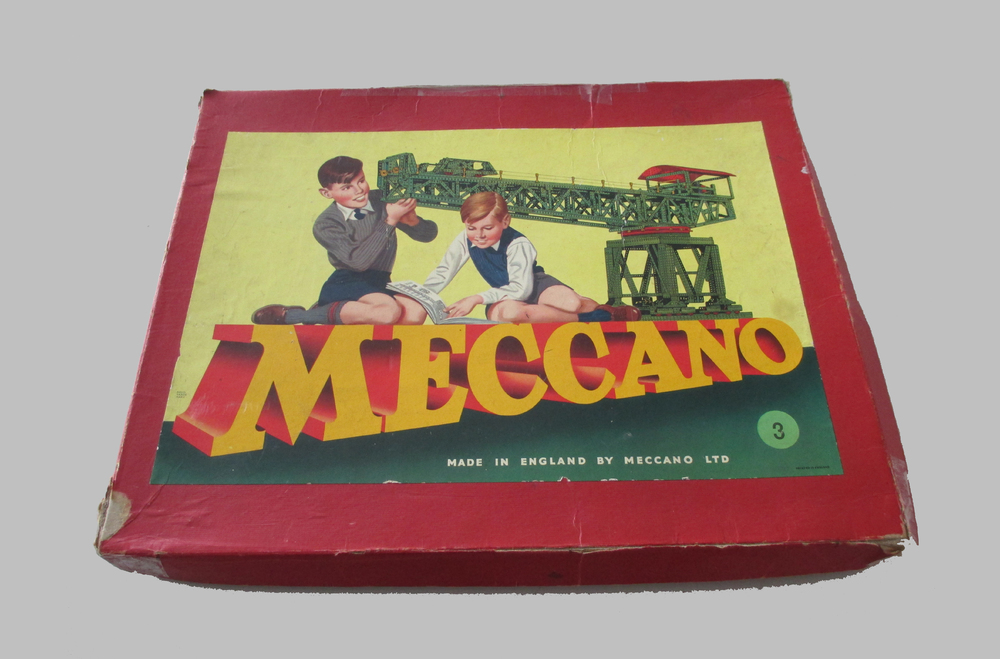 MECCANO
3
MADE IN ENGLAND BY MECCANO LTD